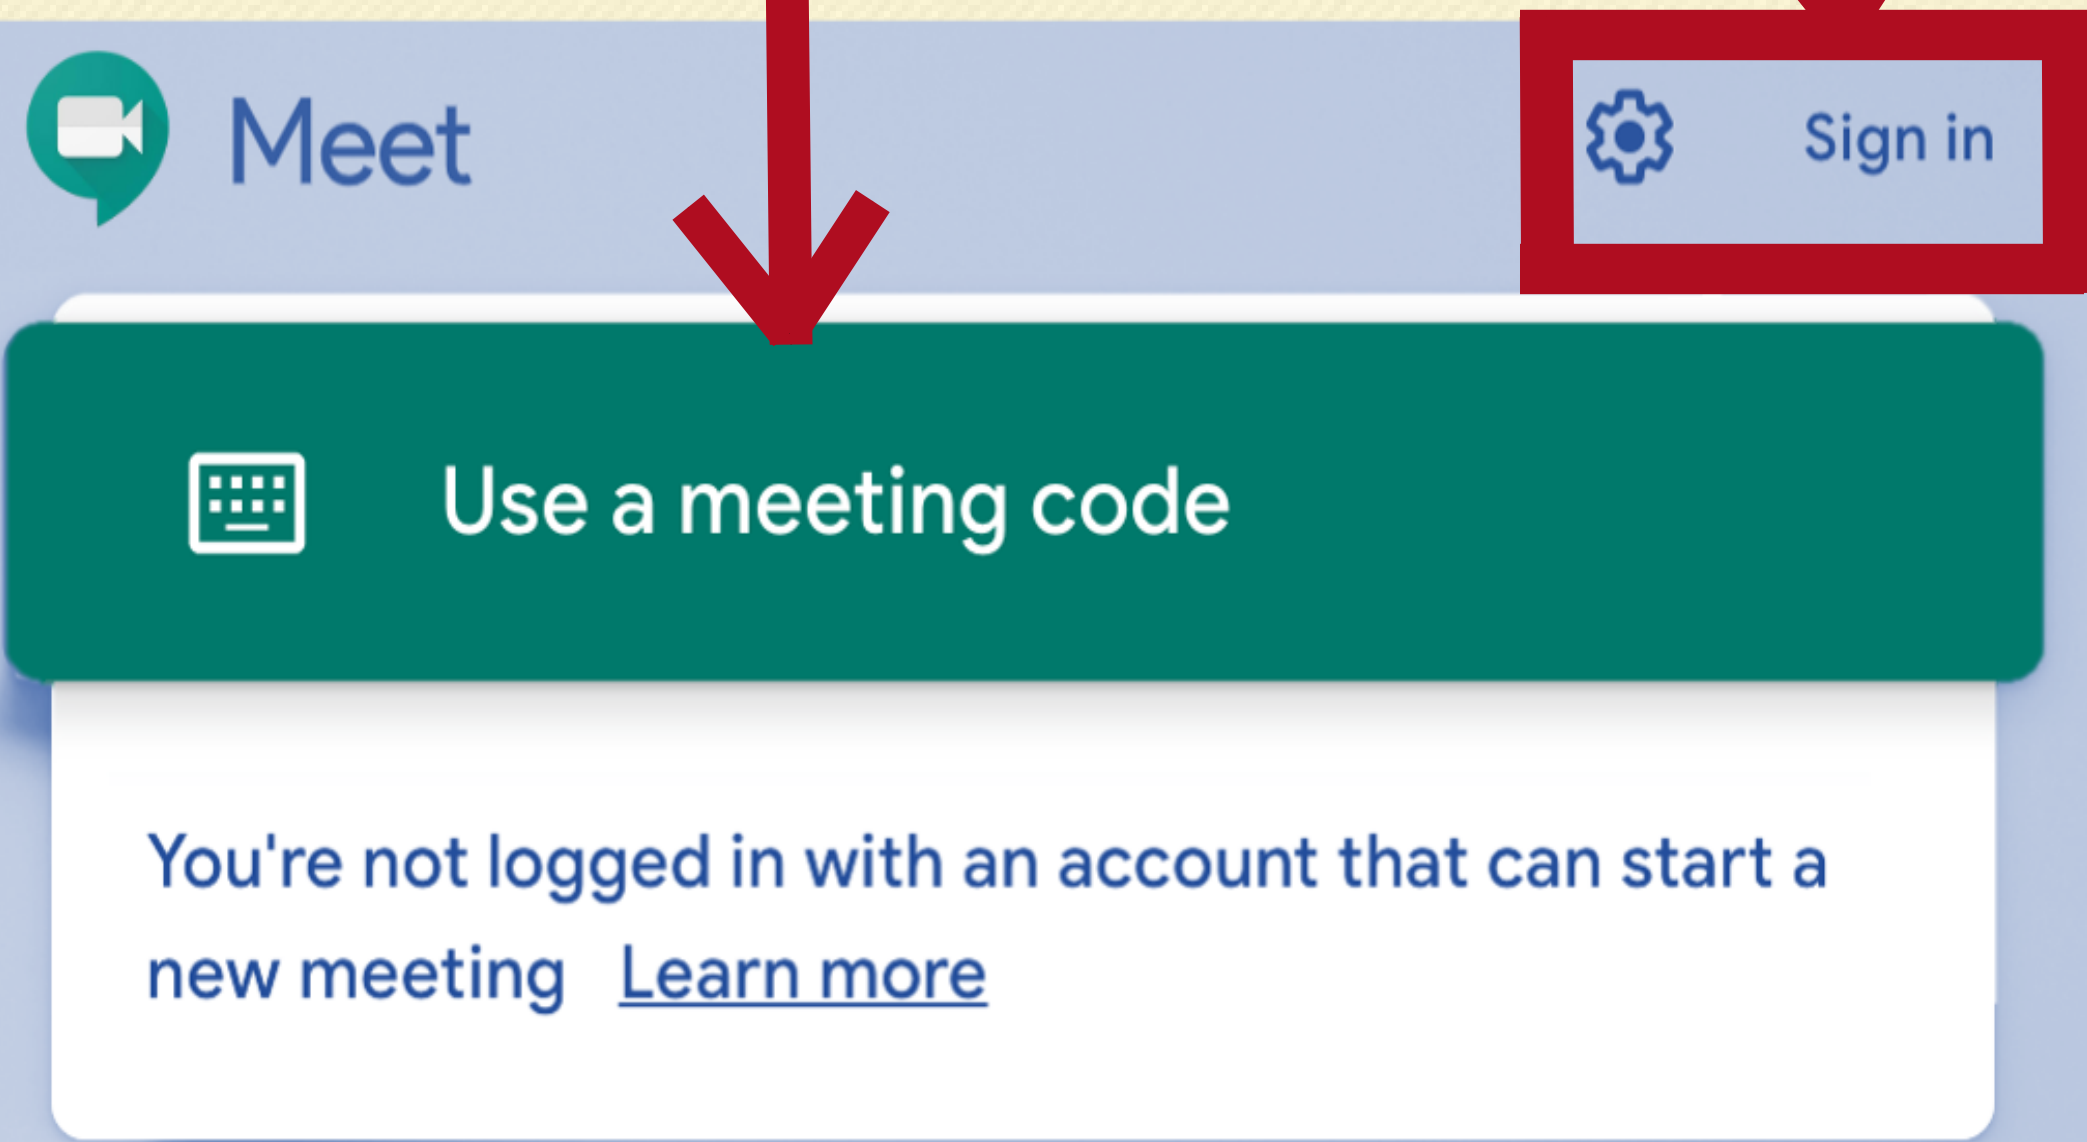 Meet
Sign in
Use a meeting code
You're not logged in with an account that can start a
new meeting Learn more